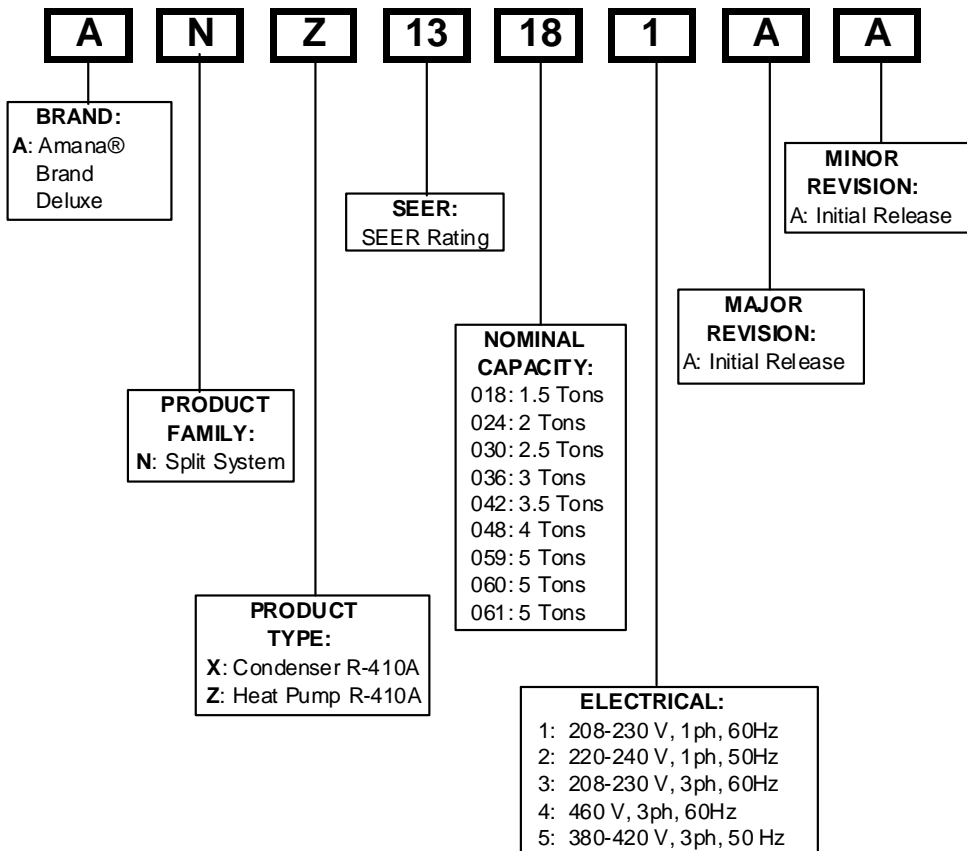 A N Z 13 18 1 A A
BRAND:
A: Amana®
Brand
Deluxe
MINOR
REVISION:
A: Initial Release
SEER:
SEER Rating
MAJOR
REVISION:
A: Initial Release
NOMINAL
CAPACITY:
018: 1.5 Tons
024: 2 Tons
030: 2.5 Tons
036: 3 Tons
042: 3.5 Tons
048: 4 Tons
059: 5 Tons
060: 5 Tons
061: 5 Tons
PRODUCT
FAMILY:
N: Split System
PRODUCT
TYPE:
X: Condenser R-410A
Z: Heat Pump R-410A
ELECTRICAL:
1: 208-230 V, 1ph, 60Hz
2: 220-240 V, 1ph, 50Hz
3: 208-230 V, 3ph, 60Hz
4: 460 V, 3ph, 60Hz
5: 380-420 V, 3ph, 50 Hz